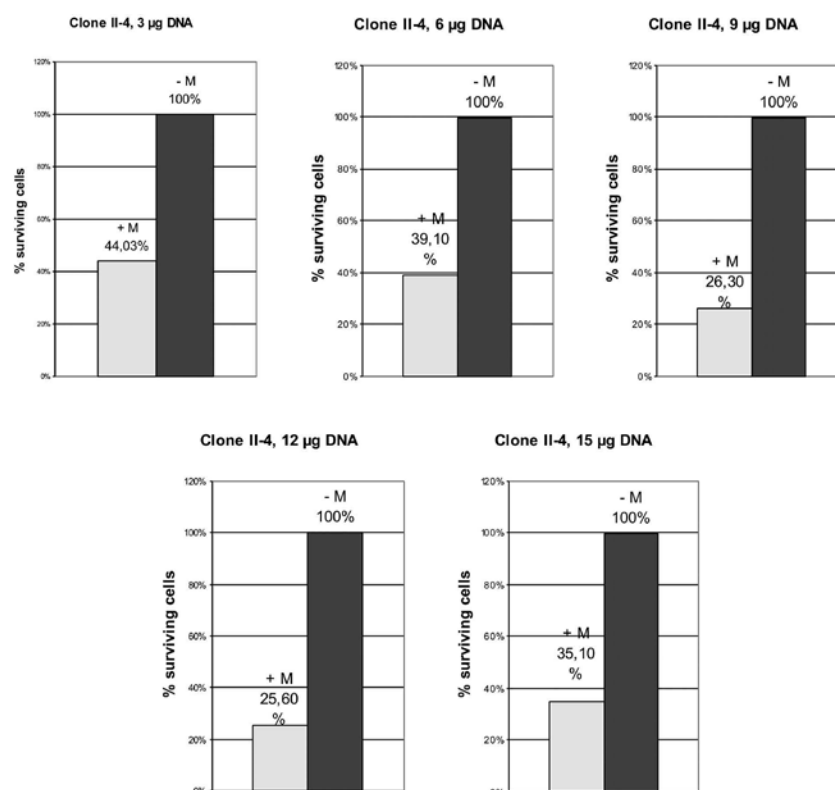 Clone II-4, 3 µg DNA
120%
100%
80%
60%
40%
20%
0%
% surviving cells
+ M
44,03%
- M
100%
Clone II-4, 6 µg DNA
120%
100%
80%
60%
40%
20%
0%
% surviving cells
+ M
39,10
%
- M
100%
Clone II-4, 9 µg DNA
120%
100%
80%
60%
40%
20%
0%
% surviving cells
+ M
26,30
%
- M
100%
Clone II-4, 12 µg DNA
120%
100%
80%
60%
40%
20%
0%
% surviving cells
+ M
25,60
%
- M
100%
Clone II-4, 15 µg DNA
120%
100%
80%
60%
40%
20%
0%
% surviving cells
+ M
35,10
%
- M
100%